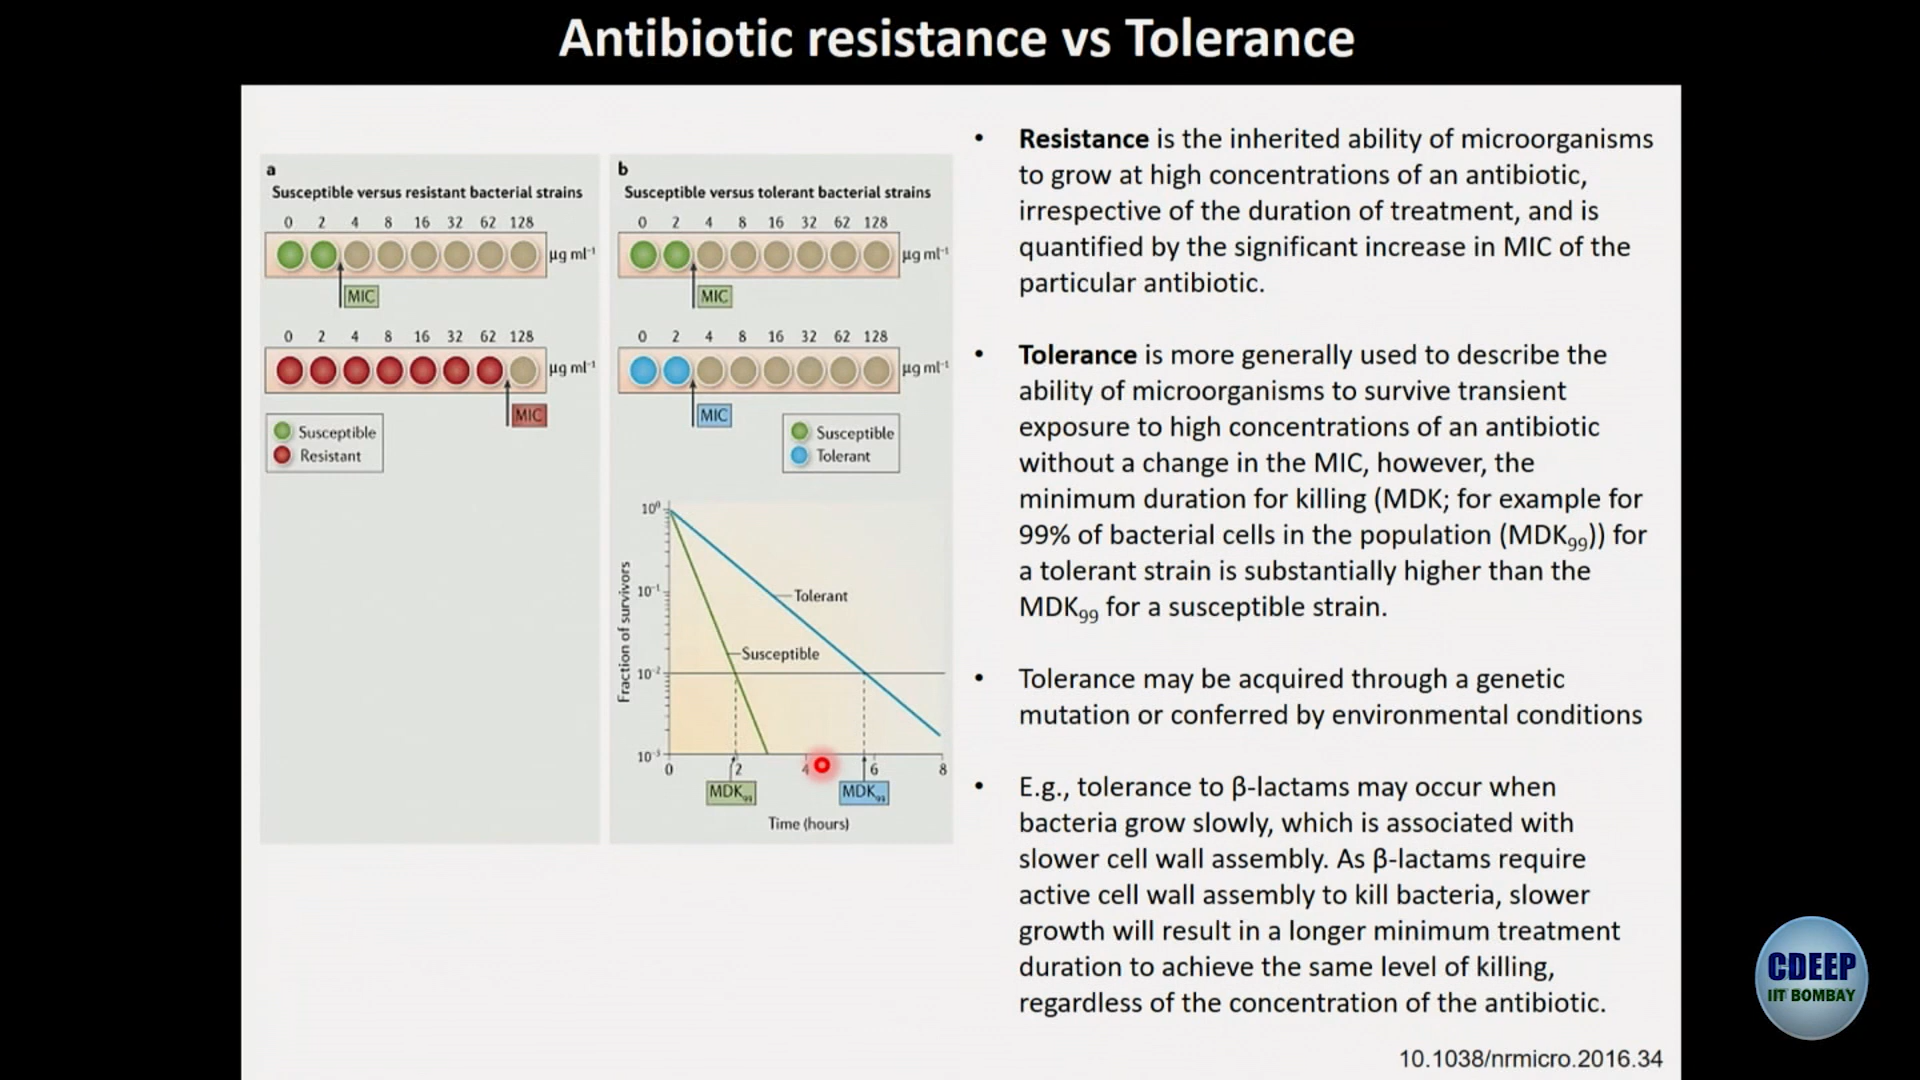 Antibiotic resistance vs Tolerance
a
Susceptible versus resistant bacterial strains
0 2 4 8 16 32 62 128
µg ml⁻¹
MIC
0 2 4 8 16 32 62 128
µg ml⁻¹
MIC
Susceptible
Resistant
b
Susceptible versus tolerant bacterial strains
0 2 4 8 16 32 62 128
µg ml⁻¹
MIC
0 2 4 8 16 32 62 128
µg ml⁻¹
MIC
Susceptible
Tolerant
10⁰
10⁻¹
10⁻²
10⁻³
Fraction of survivors
Tolerant
Susceptible
0 2 4 6 8
MDK₉₉ MDK₉₉
Time (hours)
• Resistance is the inherited ability of microorganisms
to grow at high concentrations of an antibiotic,
irrespective of the duration of treatment, and is
quantified by the significant increase in MIC of the
particular antibiotic.
• Tolerance is more generally used to describe the
ability of microorganisms to survive transient
exposure to high concentrations of an antibiotic
without a change in the MIC, however, the
minimum duration for killing (MDK; for example for
99% of bacterial cells in the population (MDK₉₉)) for
a tolerant strain is substantially higher than the
MDK₉₉ for a susceptible strain.
• Tolerance may be acquired through a genetic
mutation or conferred by environmental conditions
• E.g., tolerance to β-lactams may occur when
bacteria grow slowly, which is associated with
slower cell wall assembly. As β-lactams require
active cell wall assembly to kill bacteria, slower
growth will result in a longer minimum treatment
duration to achieve the same level of killing,
regardless of the concentration of the antibiotic.
10.1038/nrmicro.2016.34
CDEEP
IIT BOMBAY